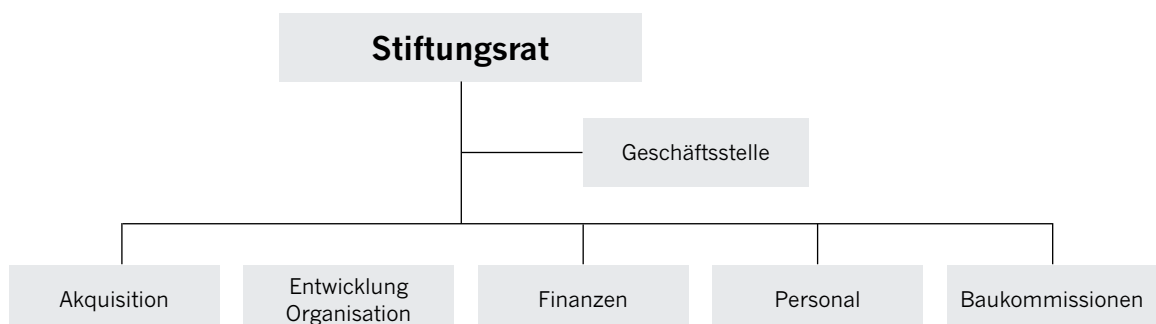 Stiftungsrat
Geschäftsstelle
Akquisition
Entwicklung
Organisation
Finanzen
Personal
Baukommissionen